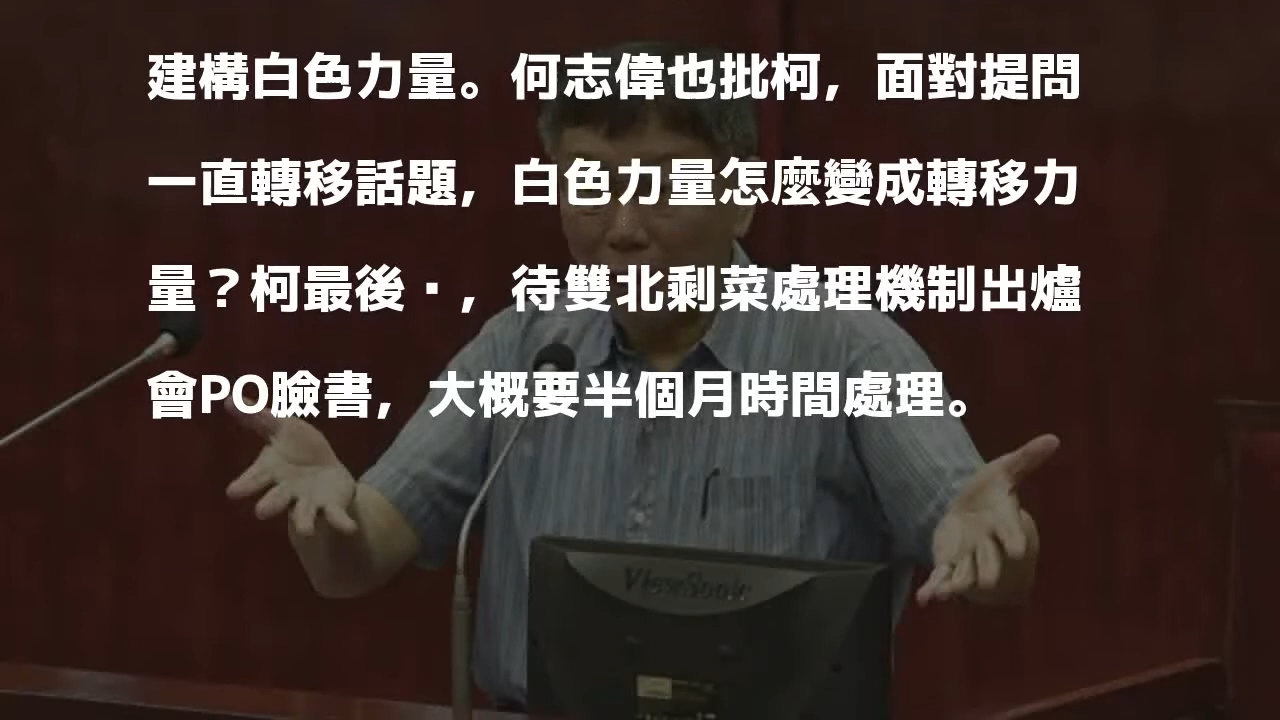 建構白色力量。何志偉也批柯，面對提問
一直轉移話題，白色力量怎麼變成轉移力
量？柯最後▪，待雙北剩菜處理機制出爐
會PO臉書，大概要半個月時間處理。
ViewSonic